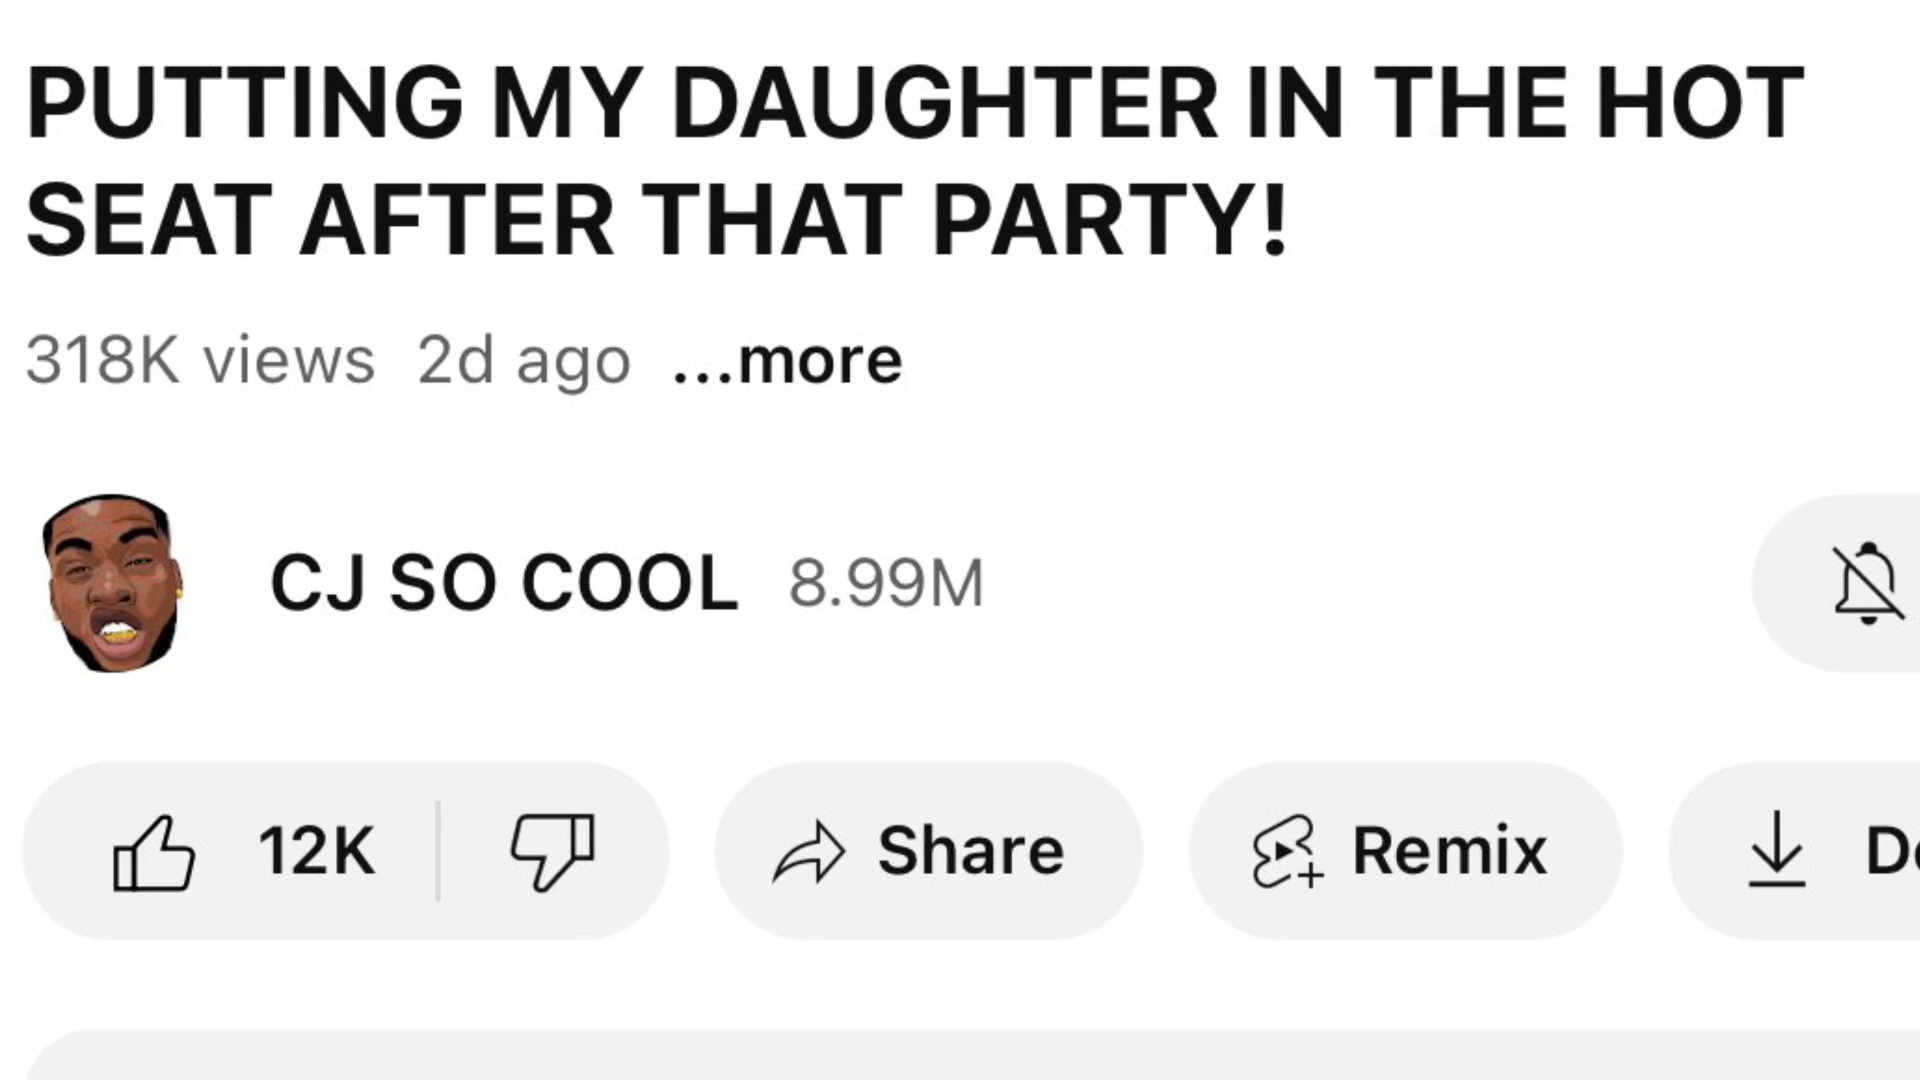 PUTTING MY DAUGHTER IN THE HOT
SEAT AFTER THAT PARTY!
318K views 2d ago ...more
CJ SO COOL 8.99M
12K Share Remix